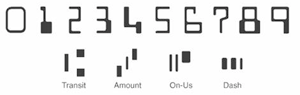 0 1 2 3 4 5 6 7 8 9
⑆ ⑇ ⑈ ⑉
Transit Amount On-Us Dash